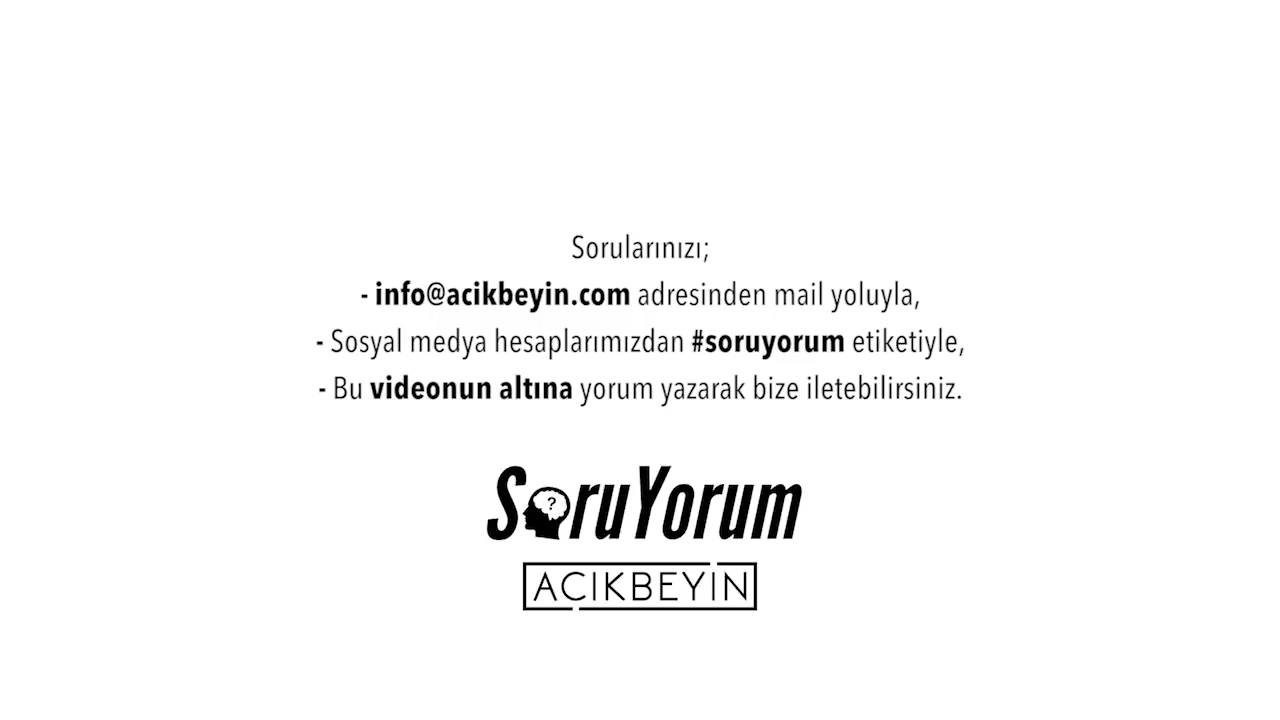 Sorularınızı;
- info@acikbeyin.com adresinden mail yoluyla,
- Sosyal medya hesaplarımızdan #soruyorum etiketiyle,
- Bu videonun altına yorum yazarak bize iletebilirsiniz.
SoruYorum
AÇIKBEYİN